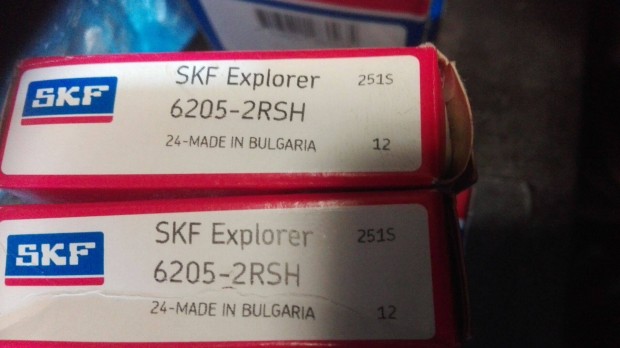 SKF
SKF Explorer 251S
6205-2RSH
24-MADE IN BULGARIA 12
SKF
SKF Explorer 251S
6205-2RSH
24-MADE IN BULGARIA 12